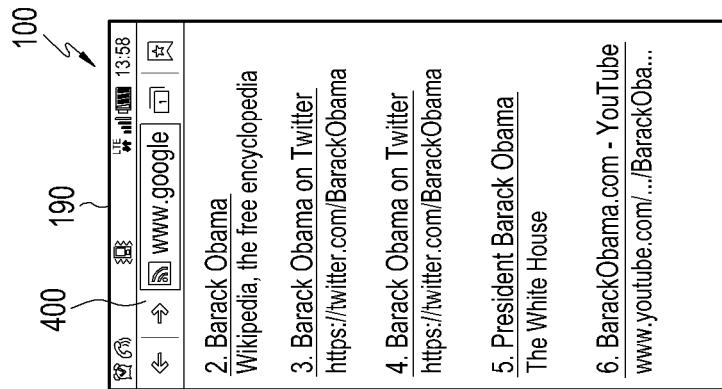 100
190
400
LTE 13:58
www.google 1
2. Barack Obama
Wikipedia, the free encyclopedia
3. Barack Obama on Twitter
https://twitter.com/BarackObama
4. Barack Obama on Twitter
https://twitter.com/BarackObama
5. President Barack Obama
The White House
6. BarackObama.com - YouTube
www.youtube.com/.../BarackOba...